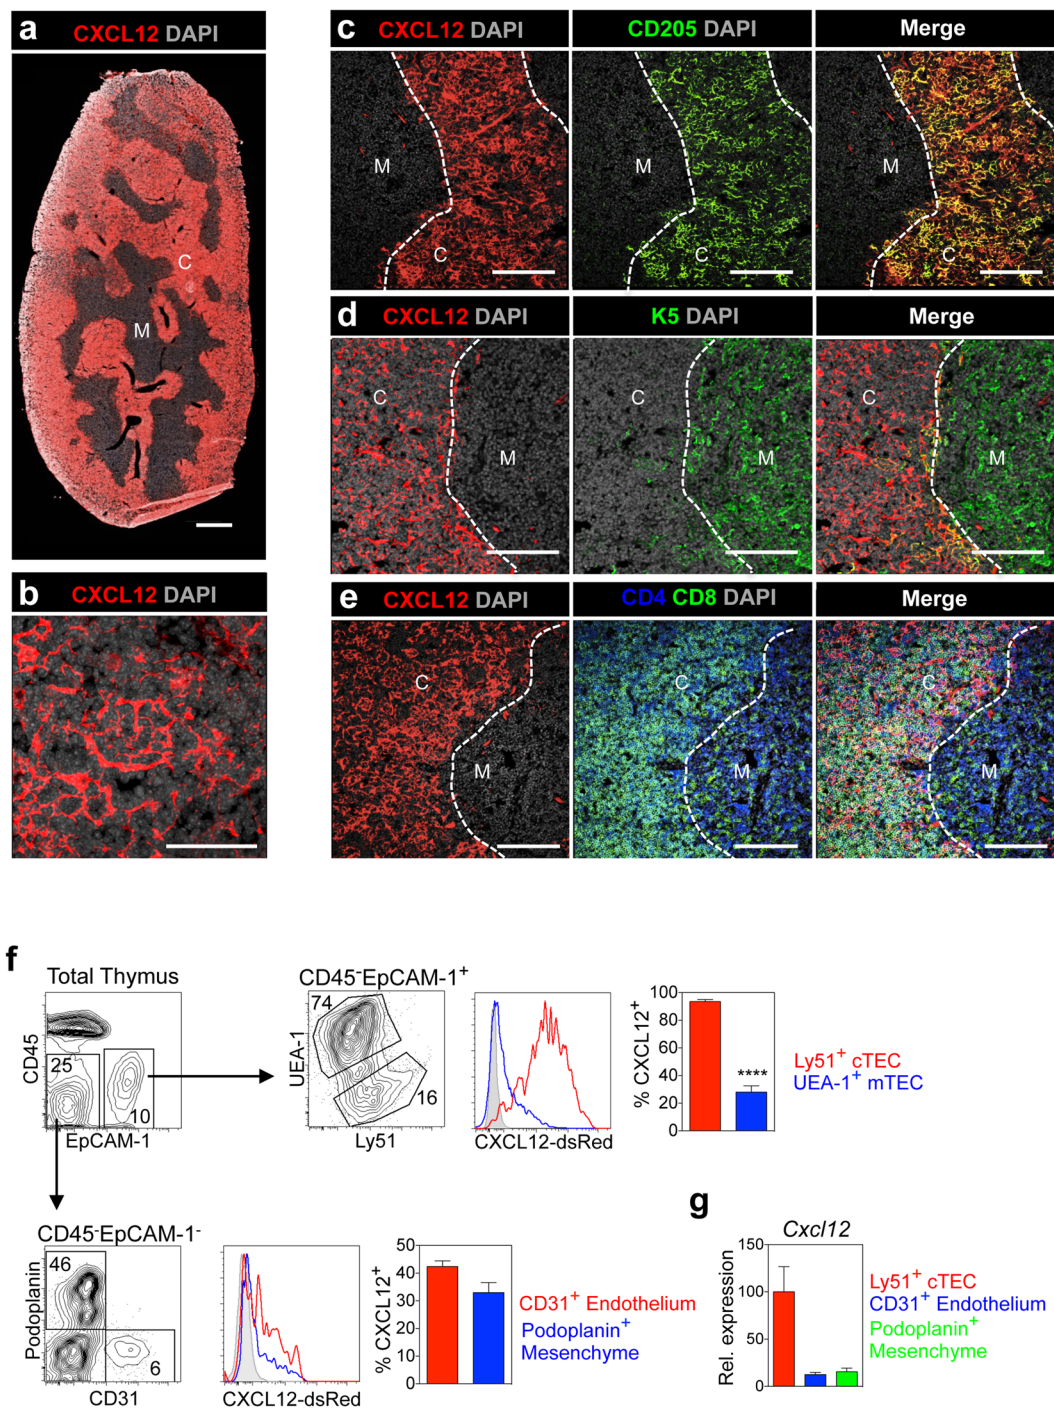 a CXCL12 DAPI
C
M
b CXCL12 DAPI
c CXCL12 DAPI CD205 DAPI Merge
M M M
C C C
d CXCL12 DAPI K5 DAPI Merge
C C C
M M M
e CXCL12 DAPI CD4 CD8 DAPI Merge
C C C
M M M
f
Total Thymus
CD45
25
10
EpCAM-1
CD45-EpCAM-1+
74
UEA-1
16
Ly51
CXCL12-dsRed
% CXCL12+
100
80
60
40
20
0
****
Ly51+ cTEC
UEA-1+ mTEC
CD45-EpCAM-1-
46
Podoplanin
6
CD31
CXCL12-dsRed
% CXCL12+
50
40
30
20
10
0
CD31+ Endothelium
Podoplanin+
Mesenchyme
g
Cxcl12
Rel. expression
150
100
50
0
Ly51+ cTEC
CD31+ Endothelium
Podoplanin+
Mesenchyme